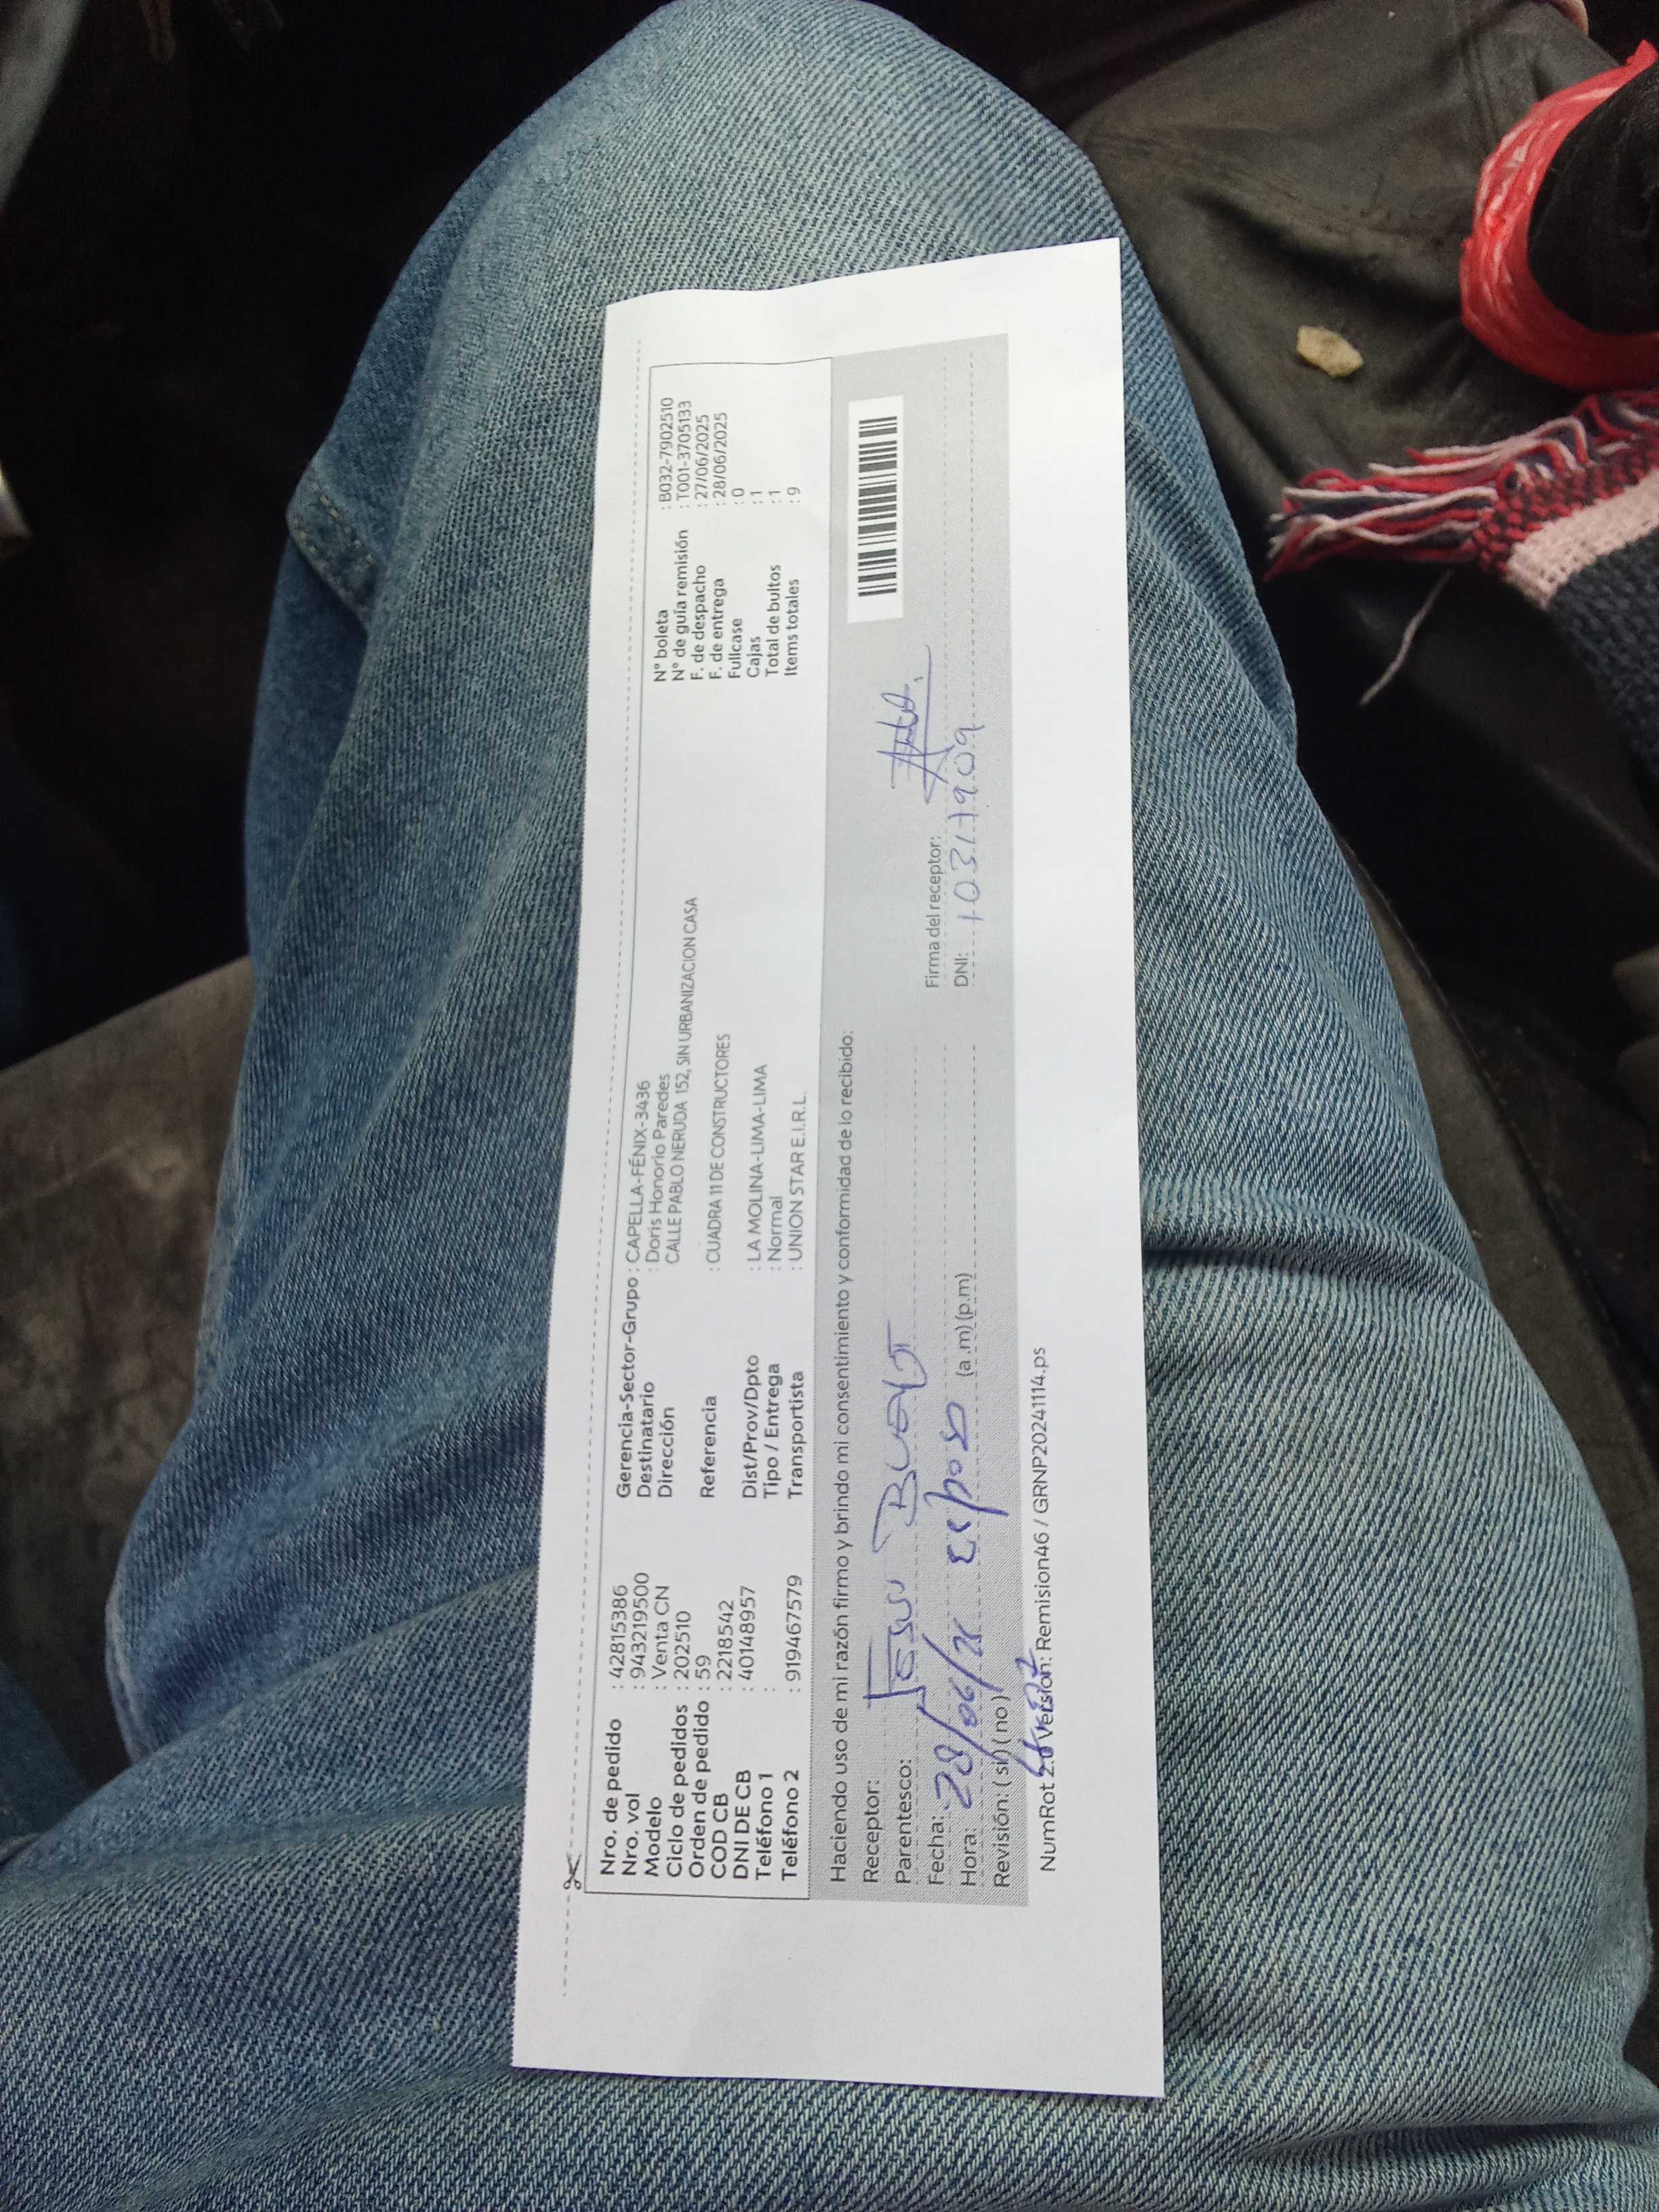 Nro. de pedido : 42815386
Nro. vol : 943219500
Modelo : Venta CN
Ciclo de pedidos : 202510
Orden de pedido : 59
COD CB : 2218542
DNI DE CB : 40148957
Teléfono 1 :
Teléfono 2 : 919467579
Gerencia-Sector-Grupo : CAPELLA-FÉNIX-3436
Destinatario : Doris Honorio Paredes
Dirección CALLE PABLO NERUDA 152, SIN URBANIZACION CASA
Referencia : CUADRA 11 DE CONSTRUCTORES
Dist/Prov/Dpto : LA MOLINA-LIMA-LIMA
Tipo / Entrega : Normal
Transportista : UNION STAR E.I.R.L.
N° boleta : B032-7902510
N° de guía remisión : T001-3705133
F. de despacho : 27/06/2025
F. de entrega : 28/06/2025
Fullcase : 0
Cajas : 1
Total de bultos : 1
Items totales : 9
Haciendo uso de mi razón firmo y brindo mi consentimiento y conformidad de lo recibido:
Receptor:
Parentesco: esposo
Fecha: 28/06/25
Hora: (a.m) (p.m)
Revisión: ( si ) ( no )
Firma del receptor:
DNI: 10317909
NumRot 2.0 Versión: Remision46 / GRNP20241114.ps